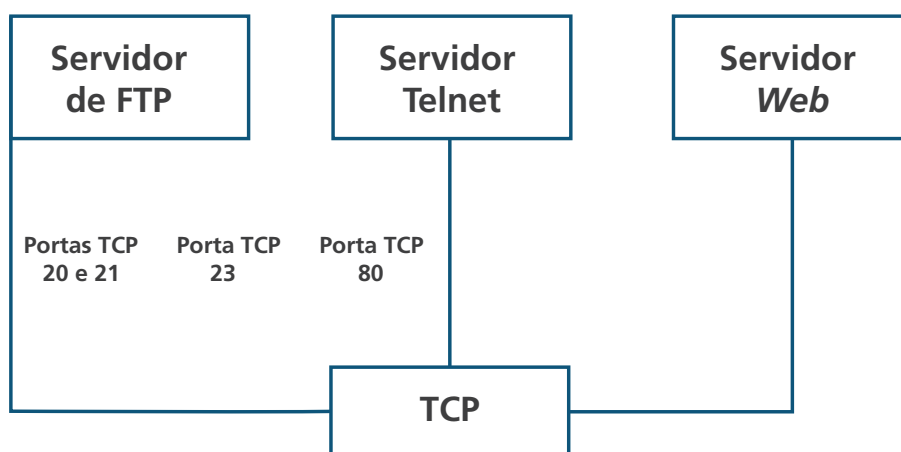 Servidor
de FTP
Servidor
Telnet
Servidor
Web
Portas TCP
20 e 21
Porta TCP
23
Porta TCP
80
TCP